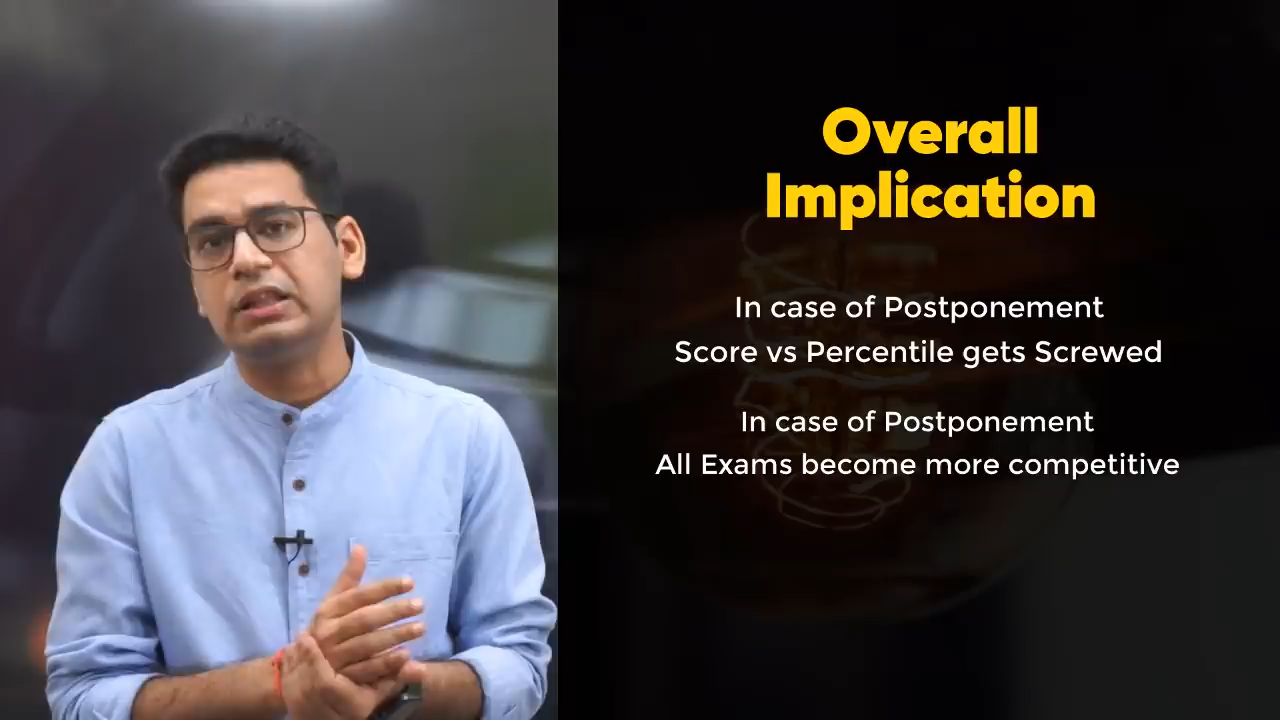 Overall
Implication
In case of Postponement
Score vs Percentile gets Screwed
In case of Postponement
All Exams become more competitive